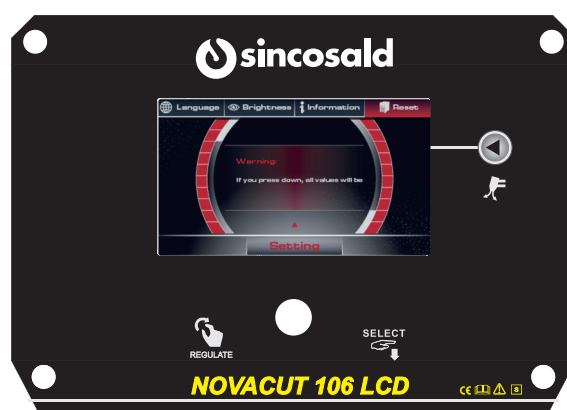 sincosald
Language Brightness Information Reset
Warning:
If you press down, all values will be
Setting
REGULATE
SELECT
NOVACUT 106 LCD
CE S